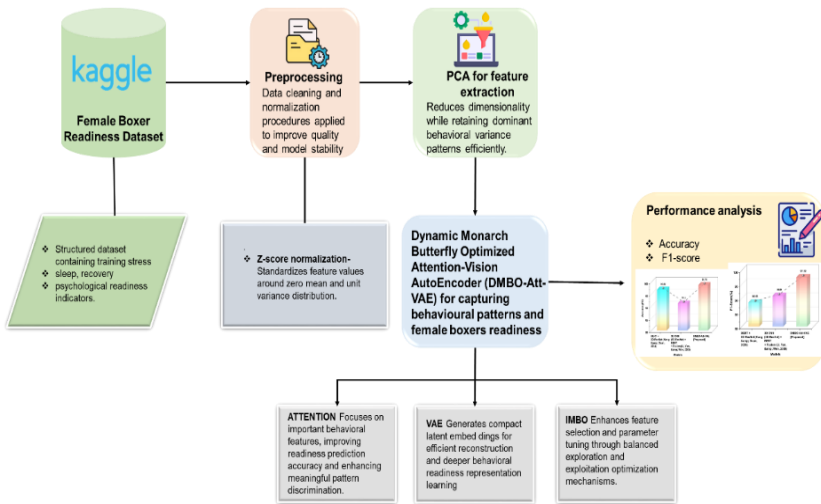 kaggle
Female Boxer
Readiness Dataset
Preprocessing
Data cleaning and
normalization
procedures applied
to improve quality
and model stability
PCA for feature
extraction
Reduces dimensionality
while retaining dominant
behavioral variance
patterns efficiently.
❖ Structured dataset
containing training stress
❖ sleep, recovery
❖ psychological readiness
indicators.
❖ Z-score normalization-
Standardizes feature values
around zero mean and unit
variance distribution.
Dynamic Monarch
Butterfly Optimized
Attention-Vision
AutoEncoder (DMBO-Att-
VAE) for capturing
behavioural patterns and
female boxers readiness
Performance analysis
❖ Accuracy
❖ F1-score
ATTENTION Focuses on
important behavioral
features, improving
readiness prediction
accuracy and enhancing
meaningful pattern
discrimination.
VAE Generates compact
latent embed dings for
efficient reconstruction
and deeper behavioral
readiness representation
learning
IMBO Enhances feature
selection and parameter
tuning through balanced
exploration and
exploitation optimization
mechanisms.